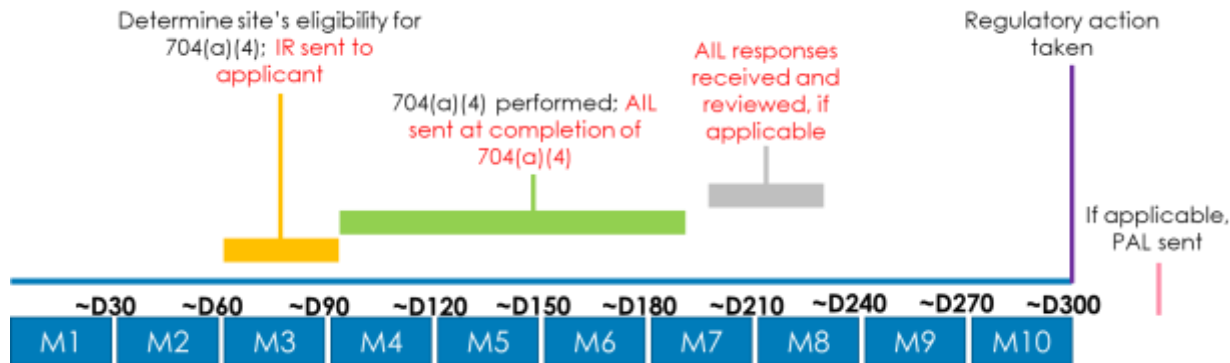 Determine site's eligibility for
704(a)(4); IR sent to
applicant
704(a)(4) performed; AIL
sent at completion of
704(a)(4)
AIL responses
received and
reviewed, if
applicable
Regulatory action
taken
If applicable,
PAL sent
~D30 ~D60 ~D90 ~D120 ~D150 ~D180 ~D210 ~D240 ~D270 ~D300
M1 M2 M3 M4 M5 M6 M7 M8 M9 M10